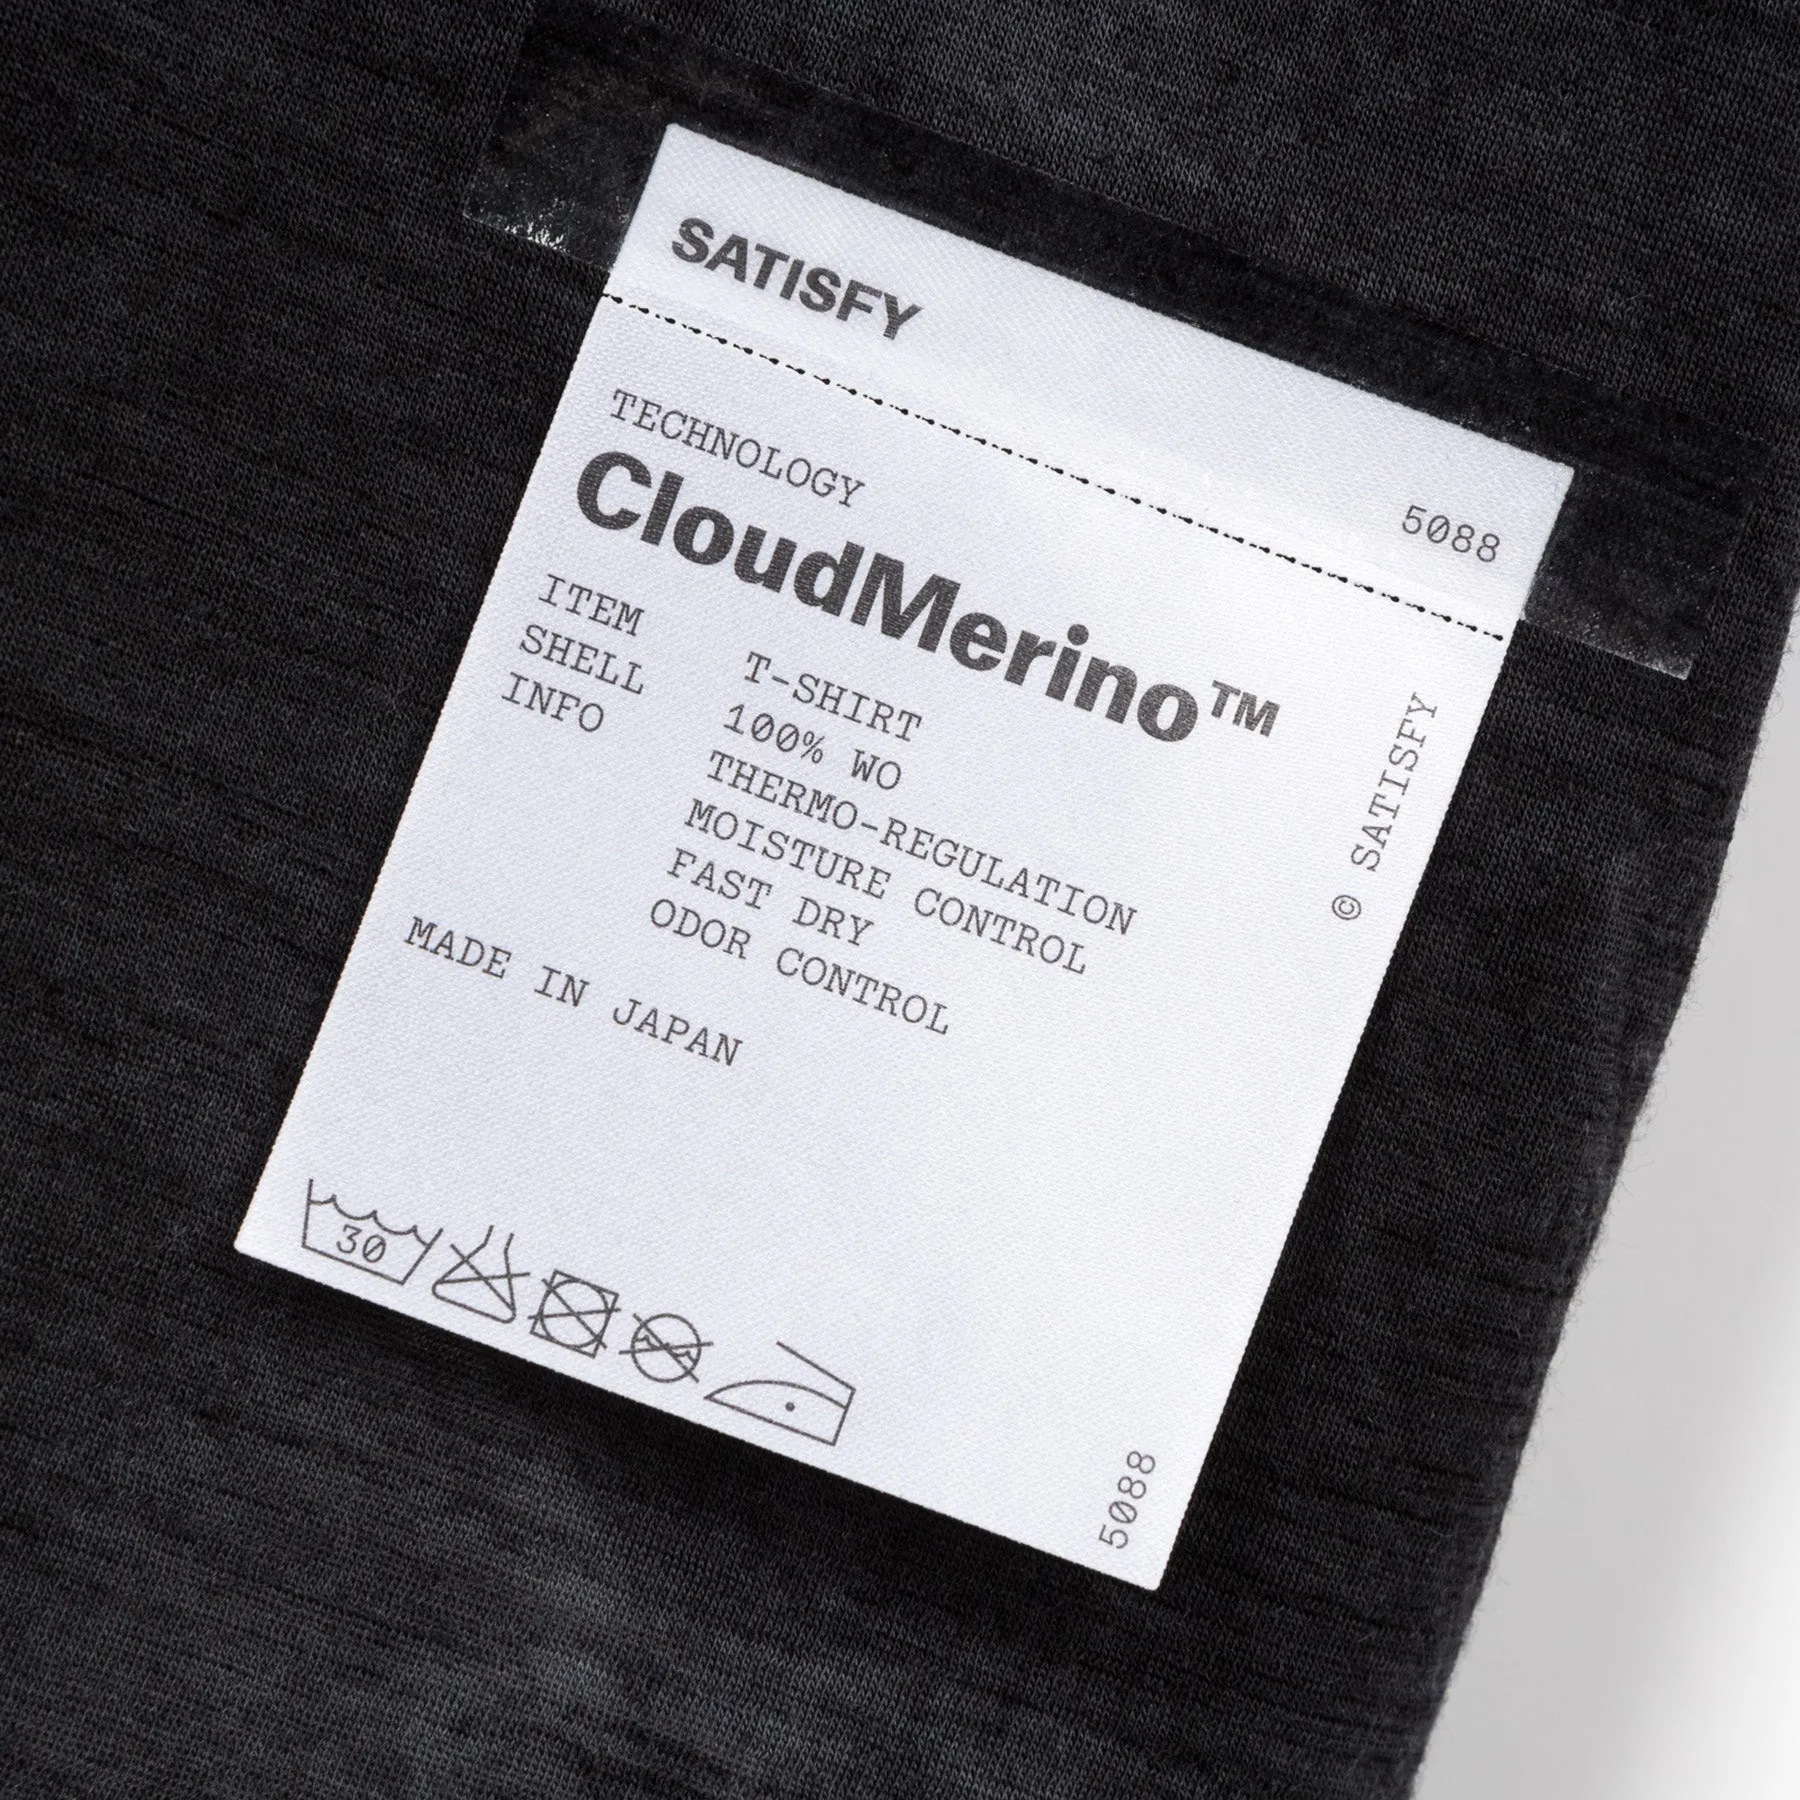 SATISFY
5088
TECHNOLOGY
CloudMerino™
ITEM T-SHIRT
SHELL 100% WO
INFO THERMO-REGULATION
MOISTURE CONTROL
FAST DRY
ODOR CONTROL
© SATISFY
MADE IN JAPAN
30
5088